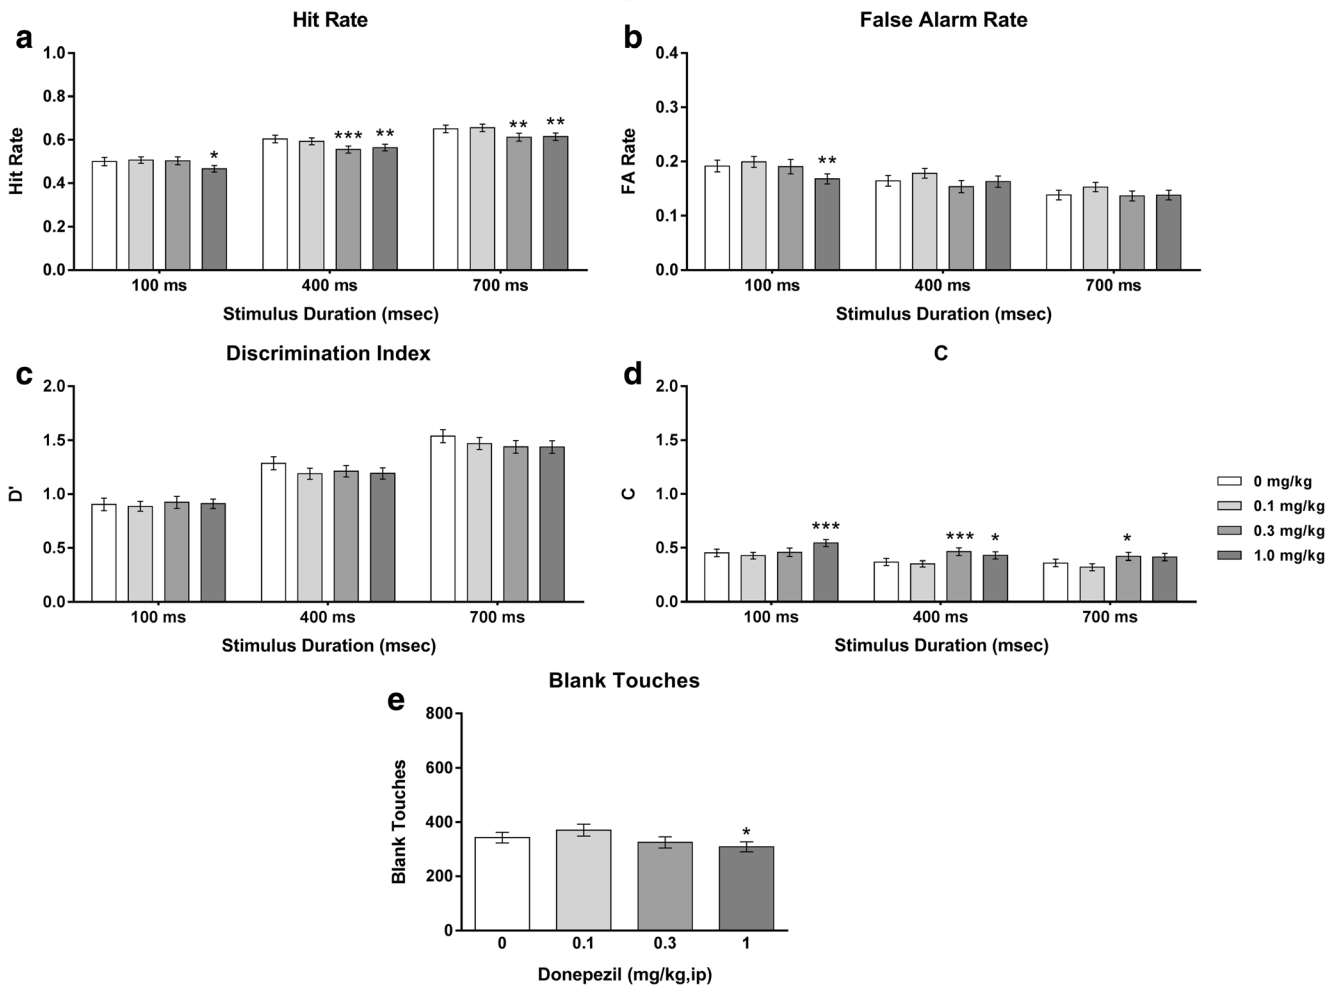 Hit Rate
a
1.0
0.8
0.6
0.4
0.2
0.0
Hit Rate
*
*** **
** **
100 ms 400 ms 700 ms
Stimulus Duration (msec)
False Alarm Rate
b
0.4
0.3
0.2
0.1
0.0
FA Rate
**
100 ms 400 ms 700 ms
Stimulus Duration (msec)
Discrimination Index
c
2.0
1.5
1.0
0.5
0.0
D'
100 ms 400 ms 700 ms
Stimulus Duration (msec)
C
d
2.0
1.5
1.0
0.5
0.0
C
***
*** *
*
100 ms 400 ms 700 ms
Stimulus Duration (msec)
0 mg/kg
0.1 mg/kg
0.3 mg/kg
1.0 mg/kg
Blank Touches
e
800
600
400
200
0
Blank Touches
*
0 0.1 0.3 1
Donepezil (mg/kg,ip)